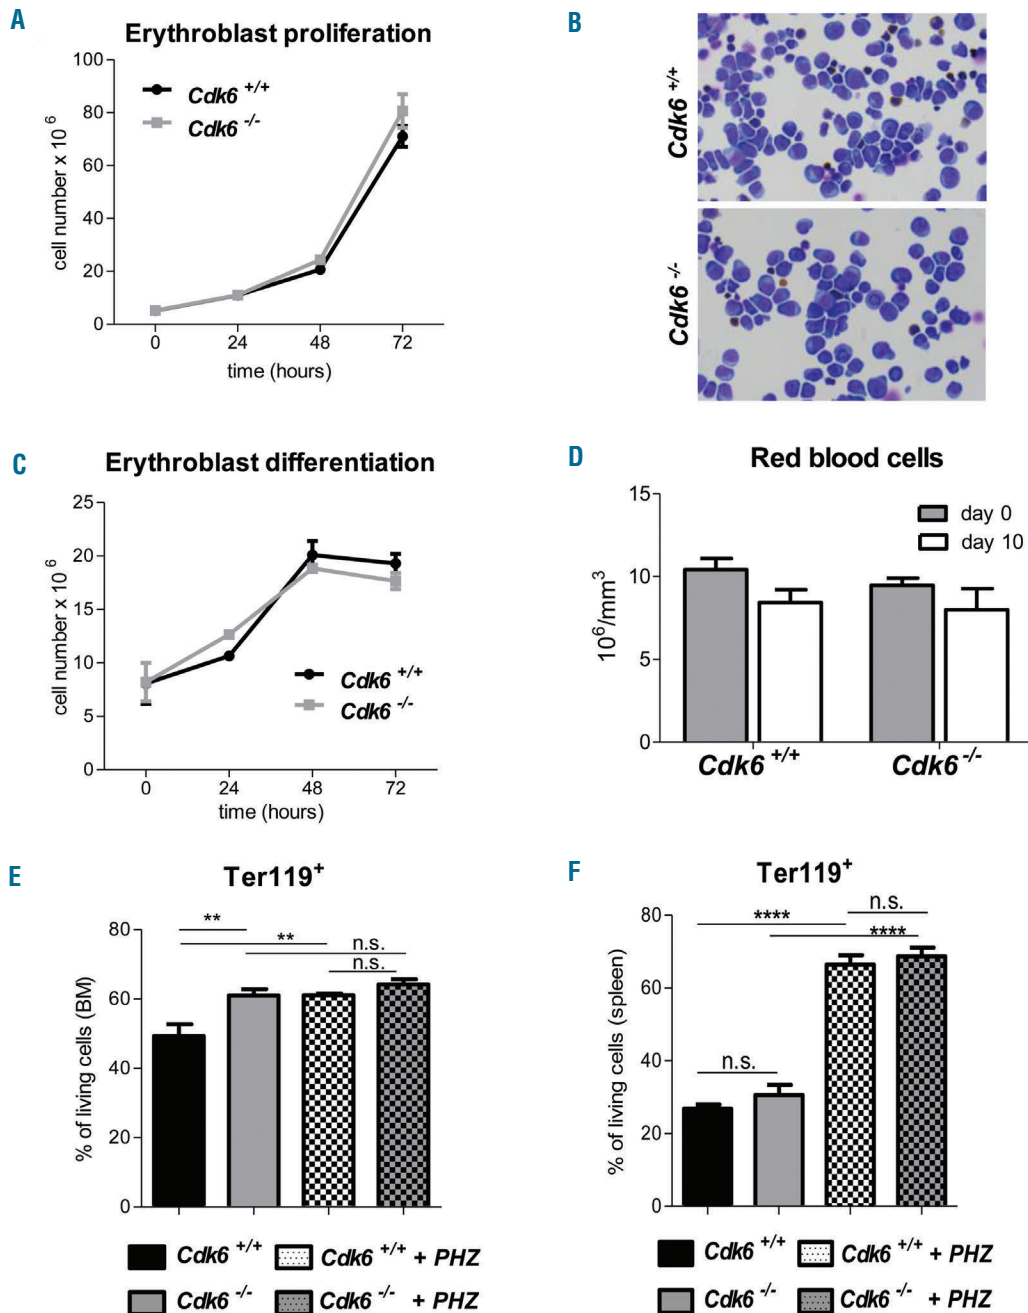 A
Erythroblast proliferation
cell number x 10 6
100
80
60
40
20
0
Cdk6 +/+
Cdk6 -/-
0 24 48 72
time (hours)
B
Cdk6 +/+
Cdk6 -/-
C
Erythroblast differentiation
cell number x 10 6
25
20
15
10
5
0
Cdk6 +/+
Cdk6 -/-
0 24 48 72
time (hours)
D
Red blood cells
10⁶/mm³
15
10
5
0
day 0
day 10
Cdk6 +/+ Cdk6 -/-
E
Ter119⁺
% of living cells (BM)
80
60
40
20
0
**
**
n.s.
n.s.
Cdk6 +/+ Cdk6 +/+ + PHZ
Cdk6 -/- Cdk6 -/- + PHZ
F
Ter119⁺
% of living cells (spleen)
80
60
40
20
0
n.s.
****
****
n.s.
Cdk6 +/+ Cdk6 +/+ + PHZ
Cdk6 -/- Cdk6 -/- + PHZ